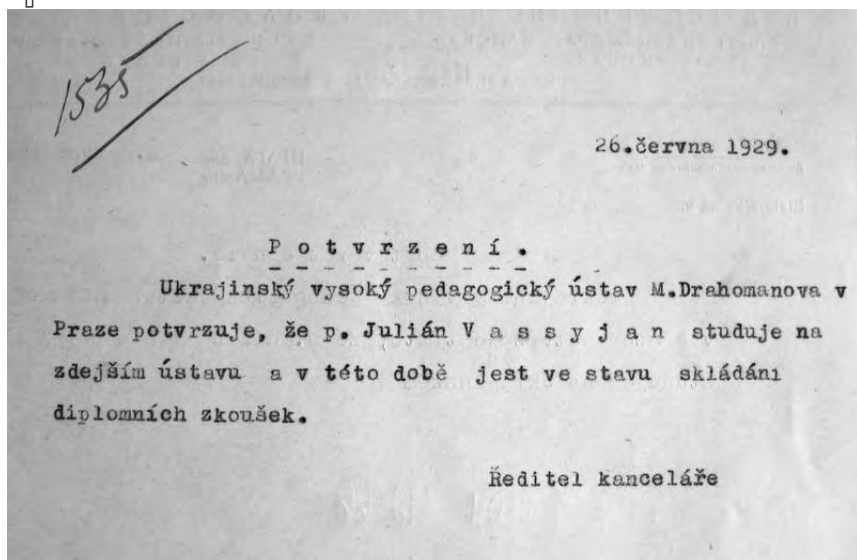 1535
26.června 1929.
P o t v r z e n í .
Ukrajinský vysoký pedagogický ústav M.Drahomanova v
Praze potvrzuje, že p. Julián V a s s y j a n studuje na
zdejším ústavu a v této době jest ve stavu skládáni
diplomních zkoušek.
Ředitel kanceláře